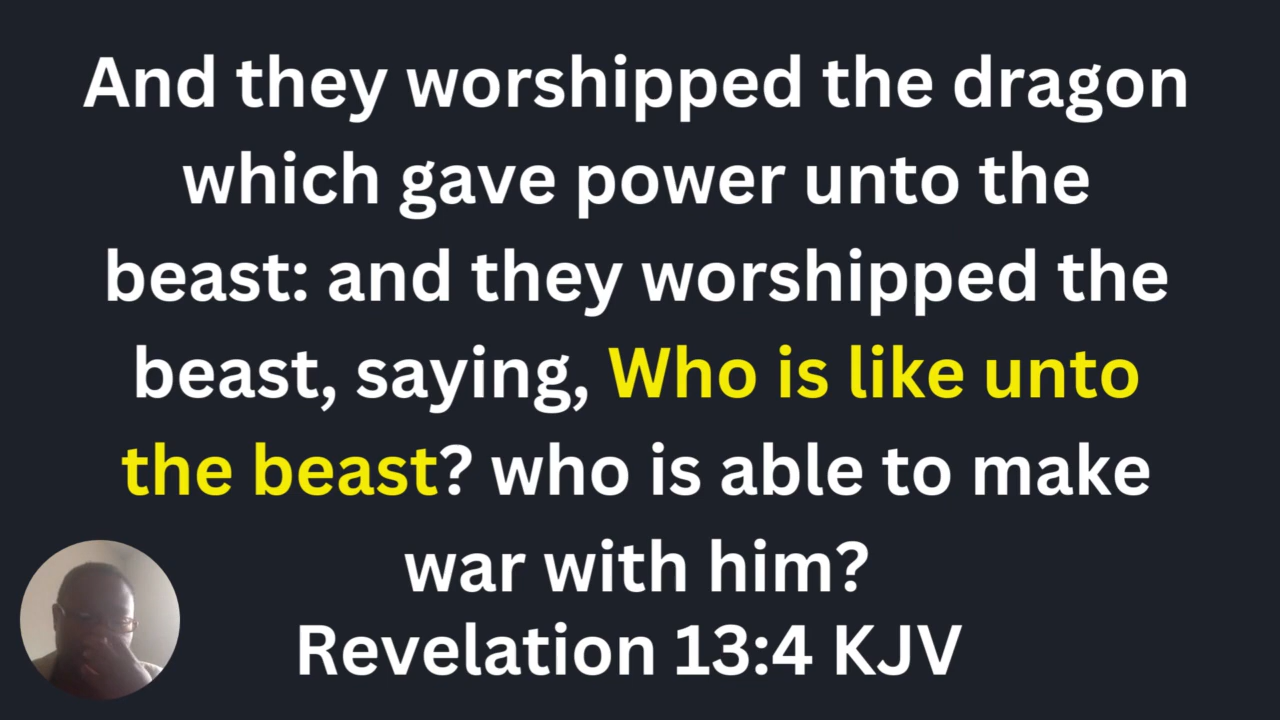 And they worshipped the dragon
which gave power unto the
beast: and they worshipped the
beast, saying, Who is like unto
the beast? who is able to make
war with him?
Revelation 13:4 KJV